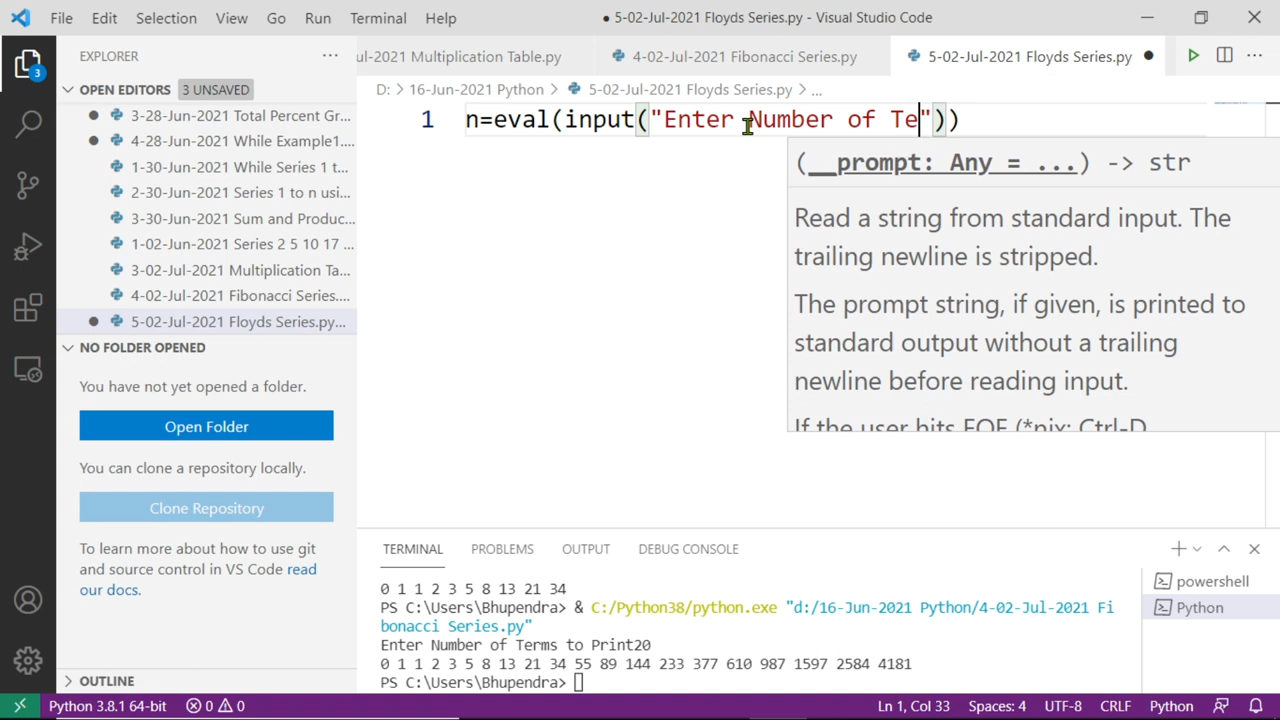 File Edit Selection View Go Run Terminal Help
● 5-02-Jul-2021 Floyds Series.py - Visual Studio Code
EXPLORER
OPEN EDITORS 3 UNSAVED
3-28-Jun-2021 Total Percent Gr...
4-28-Jun-2021 While Example1....
1-30-Jun-2021 While Series 1 t...
2-30-Jun-2021 Series 1 to n usi...
3-30-Jun-2021 Sum and Produc...
1-02-Jun-2021 Series 2 5 10 17 ...
3-02-Jul-2021 Multiplication Ta...
4-02-Jul-2021 Fibonacci Series....
5-02-Jul-2021 Floyds Series.py...
NO FOLDER OPENED
You have not yet opened a folder.
Open Folder
You can clone a repository locally.
Clone Repository
To learn more about how to use git
and source control in VS Code read
our docs.
OUTLINE
3
ul-2021 Multiplication Table.py
4-02-Jul-2021 Fibonacci Series.py
5-02-Jul-2021 Floyds Series.py
D: > 16-Jun-2021 Python > 5-02-Jul-2021 Floyds Series.py > ...
1 n=eval(input("Enter Number of Te"))
(__prompt: Any = ...) -> str
Read a string from standard input. The
trailing newline is stripped.
The prompt string, if given, is printed to
standard output without a trailing
newline before reading input.
If the user hits EOF (*nix: Ctrl-D
TERMINAL PROBLEMS OUTPUT DEBUG CONSOLE
0 1 1 2 3 5 8 13 21 34
PS C:\Users\Bhupendra> & C:/Python38/python.exe "d:/16-Jun-2021 Python/4-02-Jul-2021 Fi
bonacci Series.py"
Enter Number of Terms to Print20
0 1 1 2 3 5 8 13 21 34 55 89 144 233 377 610 987 1597 2584 4181
PS C:\Users\Bhupendra>
powershell
Python
Python 3.8.1 64-bit 0 0 Ln 1, Col 33 Spaces: 4 UTF-8 CRLF Python